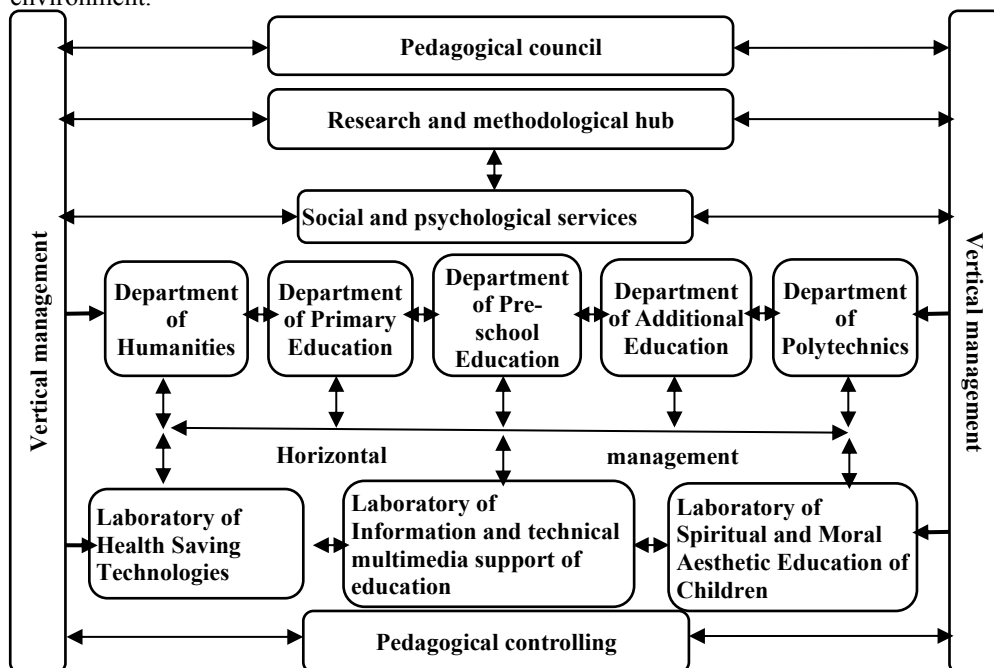 environment.
Pedagogical council
Research and methodological hub
Social and psychological services
Vertical management
Vertical management
Department
of
Humanities
Department
of Primary
Education
Department
of Pre-
school
Education
Department
of Additional
Education
Department
of
Polytechnics
Horizontal management
Laboratory of
Health Saving
Technologies
Laboratory of
Information and technical
multimedia support of
education
Laboratory of
Spiritual and Moral
Aesthetic Education of
Children
Pedagogical controlling